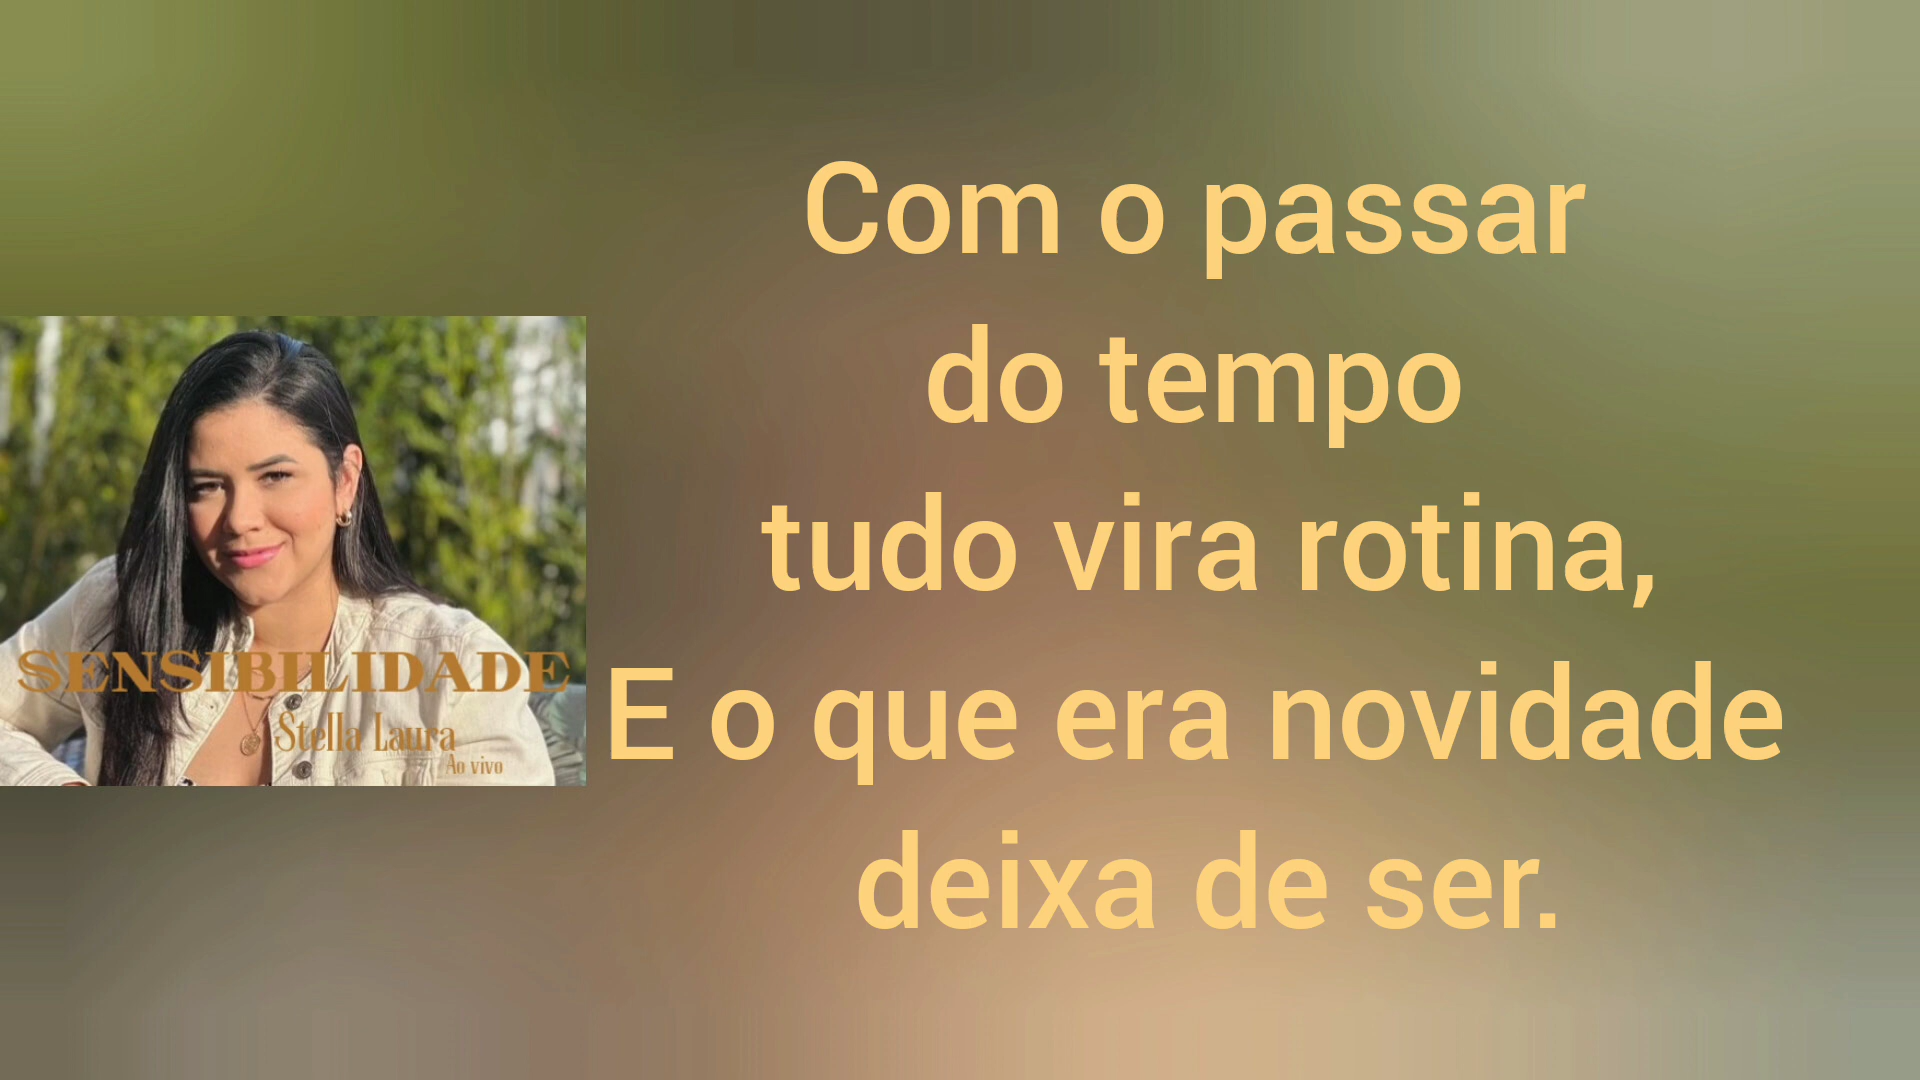 Com o passar
do tempo
tudo vira rotina,
E o que era novidade
deixa de ser.
SENSIBILIDADE
Stella Laura
Ao vivo